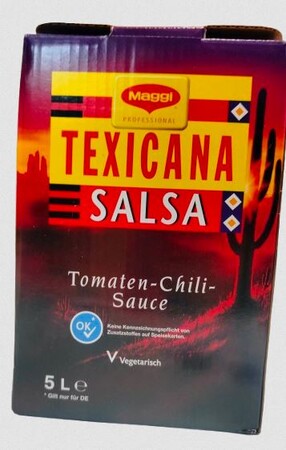 Maggi
PROFESSIONAL
TEXICANA
SALSA
Tomaten-Chili-
Sauce
OK
Keine Kennzeichnungspflicht von
Zusatzstoffen auf Speisekarten.
V Vegetarisch
5 L ℮
* Gilt nur für DE